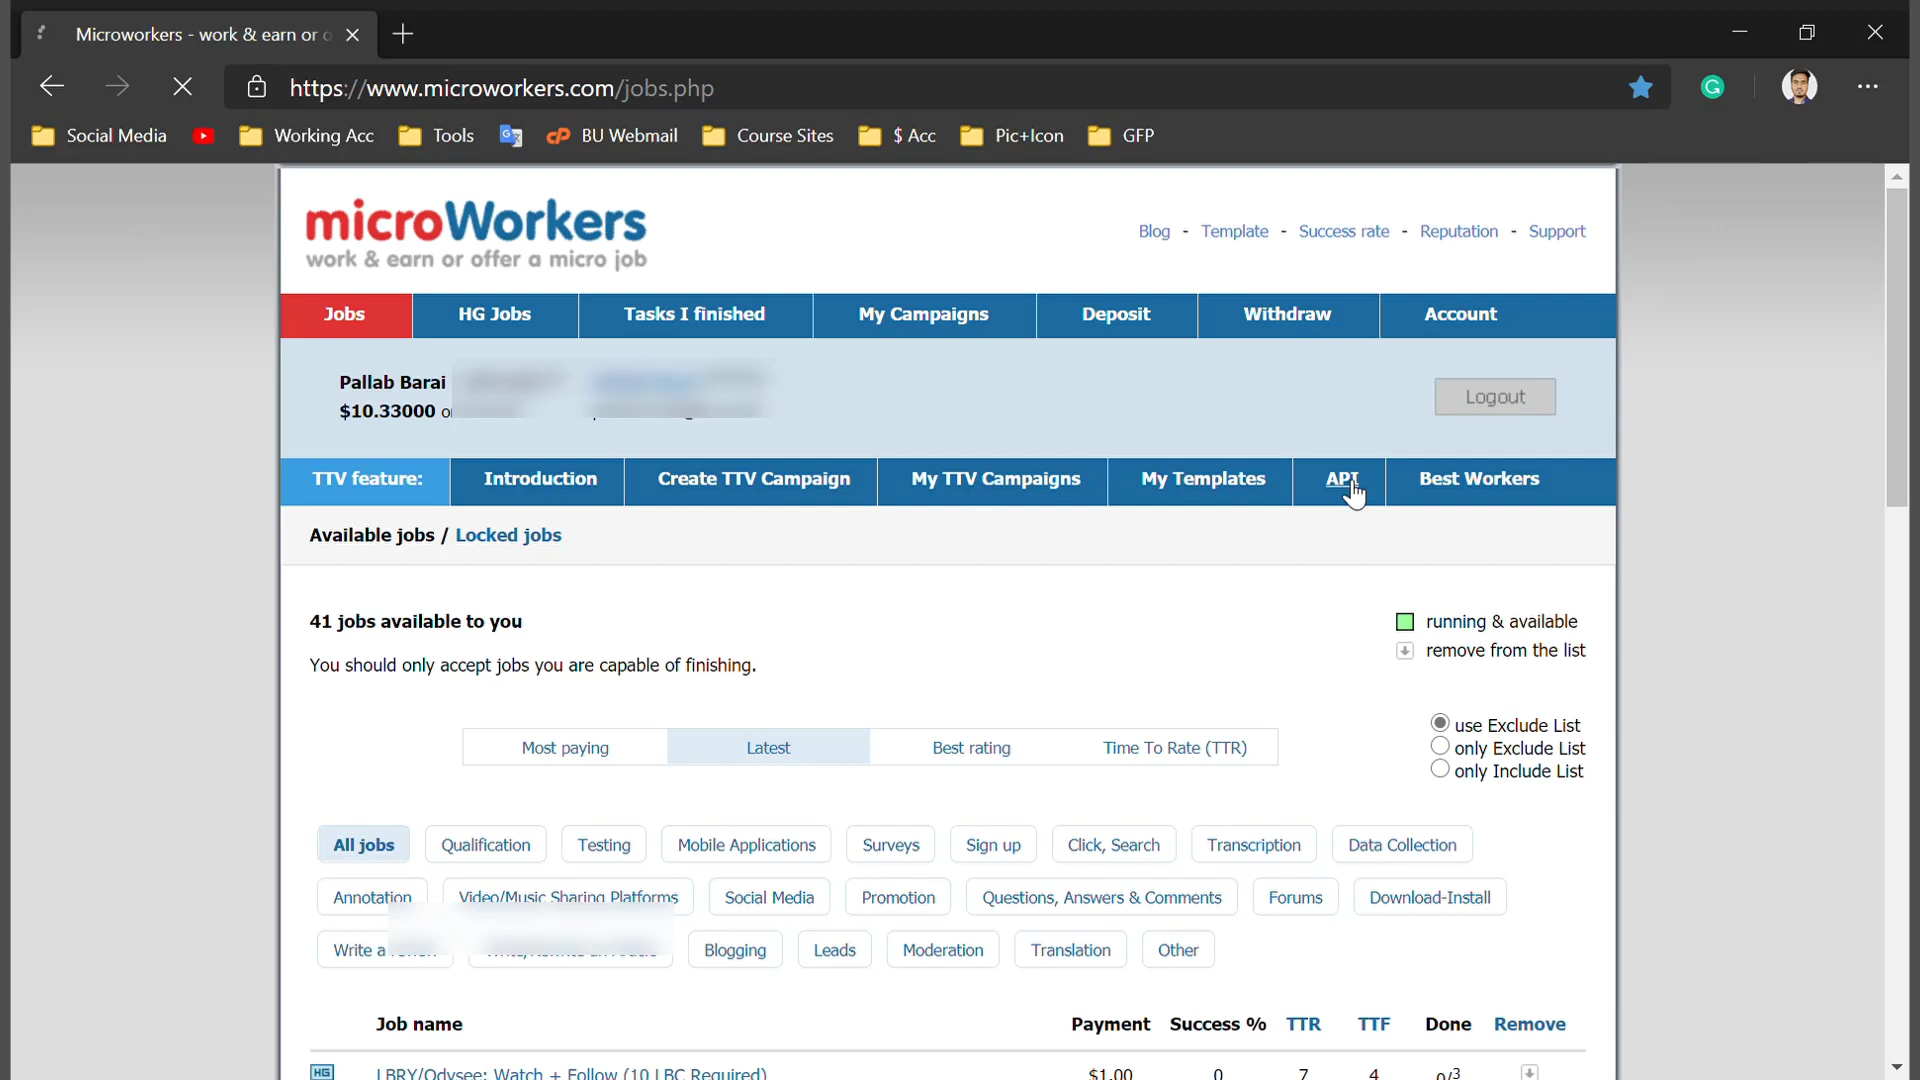 Microworkers - work & earn or o
https://www.microworkers.com/jobs.php
G
Social Media
Working Acc
Tools
BU Webmail
Course Sites
$ Acc
Pic+Icon
GFP
microWorkers
work & earn or offer a micro job
Blog - Template - Success rate - Reputation - Support
Jobs HG Jobs Tasks I finished My Campaigns Deposit Withdraw Account
Pallab Barai
$10.33000
Logout
TTV feature: Introduction Create TTV Campaign My TTV Campaigns My Templates API Best Workers
Available jobs / Locked jobs
41 jobs available to you
You should only accept jobs you are capable of finishing.
running & available
remove from the list
Most paying Latest Best rating Time To Rate (TTR)
use Exclude List
only Exclude List
only Include List
All jobs Qualification Testing Mobile Applications Surveys Sign up Click, Search Transcription Data Collection
Annotation Video/Music Sharing Platforms Social Media Promotion Questions, Answers & Comments Forums Download-Install
Write a Blogging Leads Moderation Translation Other
Job name Payment Success % TTR TTF Done Remove
HG LBRY/Odysee: Watch + Follow (10 LBC Required) $1.00 0 7 4 0/3